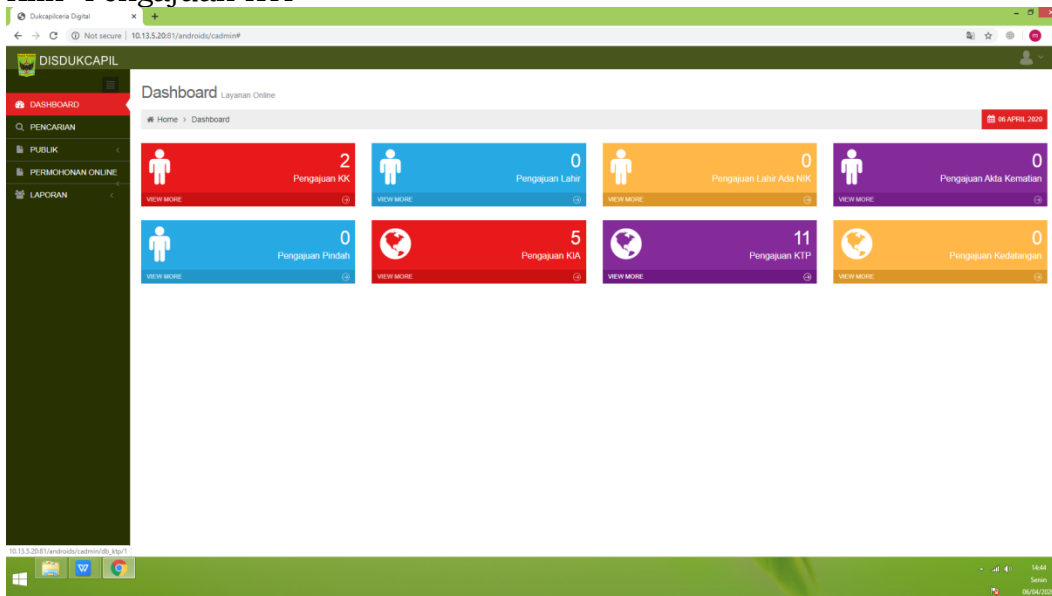 Dukcapilceria Digital
Not secure | 10.13.5.20:81/androids/cadmin#
m
DISDUKCAPIL
Dashboard Layanan Online
DASHBOARD
Home > Dashboard
06 APRIL 2020
PENCARIAN
PUBLIK
PERMOHONAN ONLINE
LAPORAN
2
Pengajuan KK
VIEW MORE
0
Pengajuan Lahir
VIEW MORE
0
Pengajuan Lahir Ada NIK
VIEW MORE
0
Pengajuan Akta Kematian
VIEW MORE
0
Pengajuan Pindah
VIEW MORE
5
Pengajuan KIA
VIEW MORE
11
Pengajuan KTP
VIEW MORE
0
Pengajuan Kedatangan
VIEW MORE
10.13.5.20:81/androids/cadmin/db_ktp/1
W
14:44
Senin